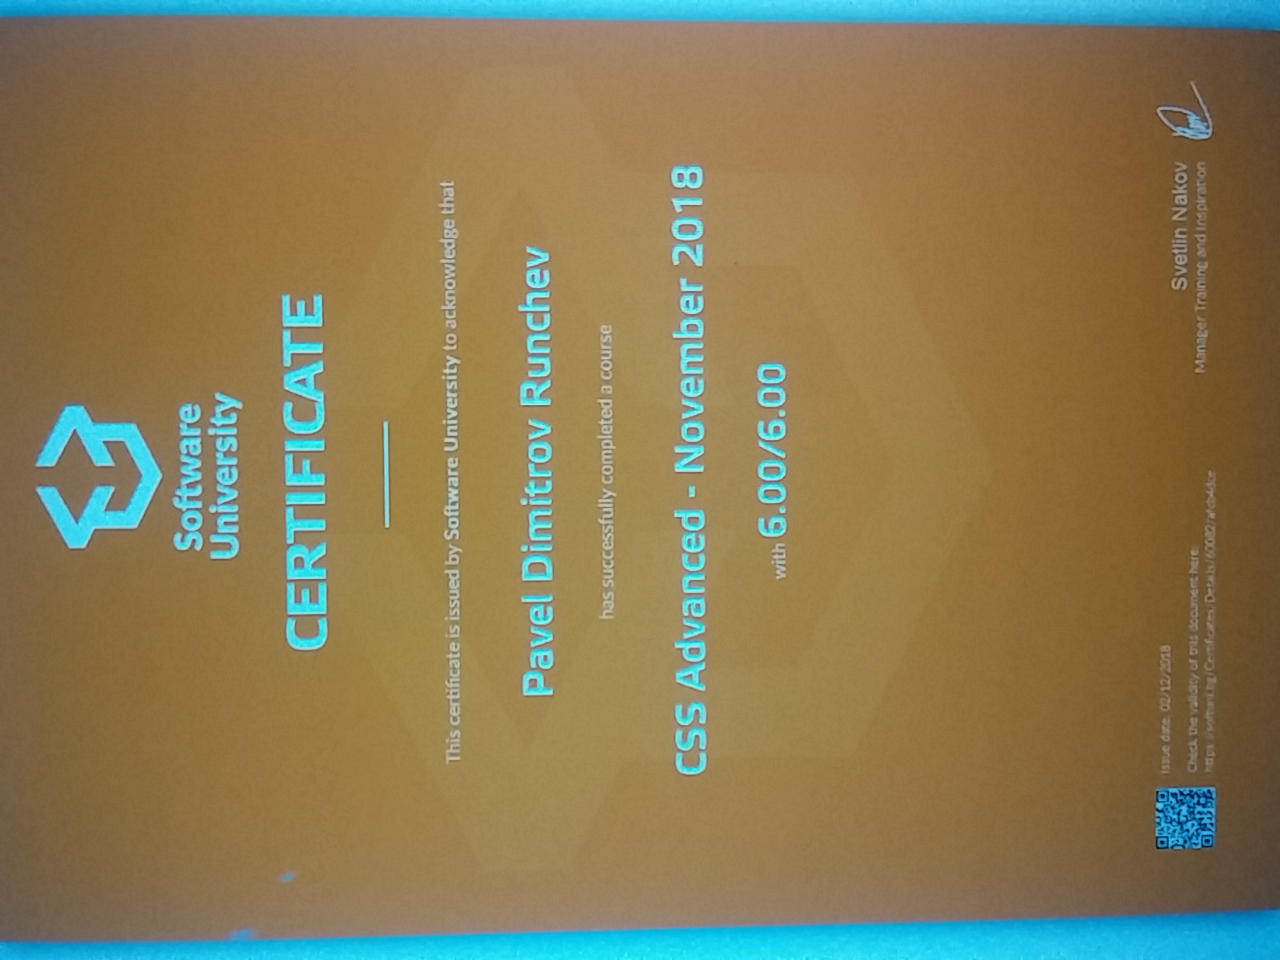 Software
University
CERTIFICATE
This certificate is issued by Software University to acknowledge that
Pavel Dimitrov Runchev
has successfully completed a course
CSS Advanced - November 2018
with 6.00/6.00
Issue date: 02/12/2018
Check the validity of this document here:
https://softuni.bg/Certificates/Details/60082/afcb4dce
Svetlin Nakov
Manager Training and Inspiration